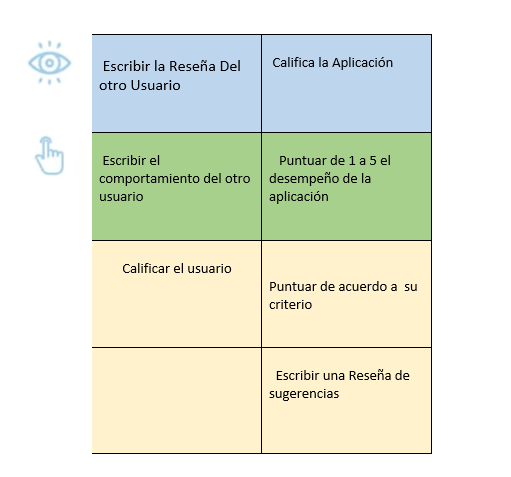 Escribir la Reseña Del
otro Usuario
Califica la Aplicación
Escribir el
comportamiento del otro
usuario
Puntuar de 1 a 5 el
desempeño de la
aplicación
Calificar el usuario
Puntuar de acuerdo a su
criterio
Escribir una Reseña de
sugerencias